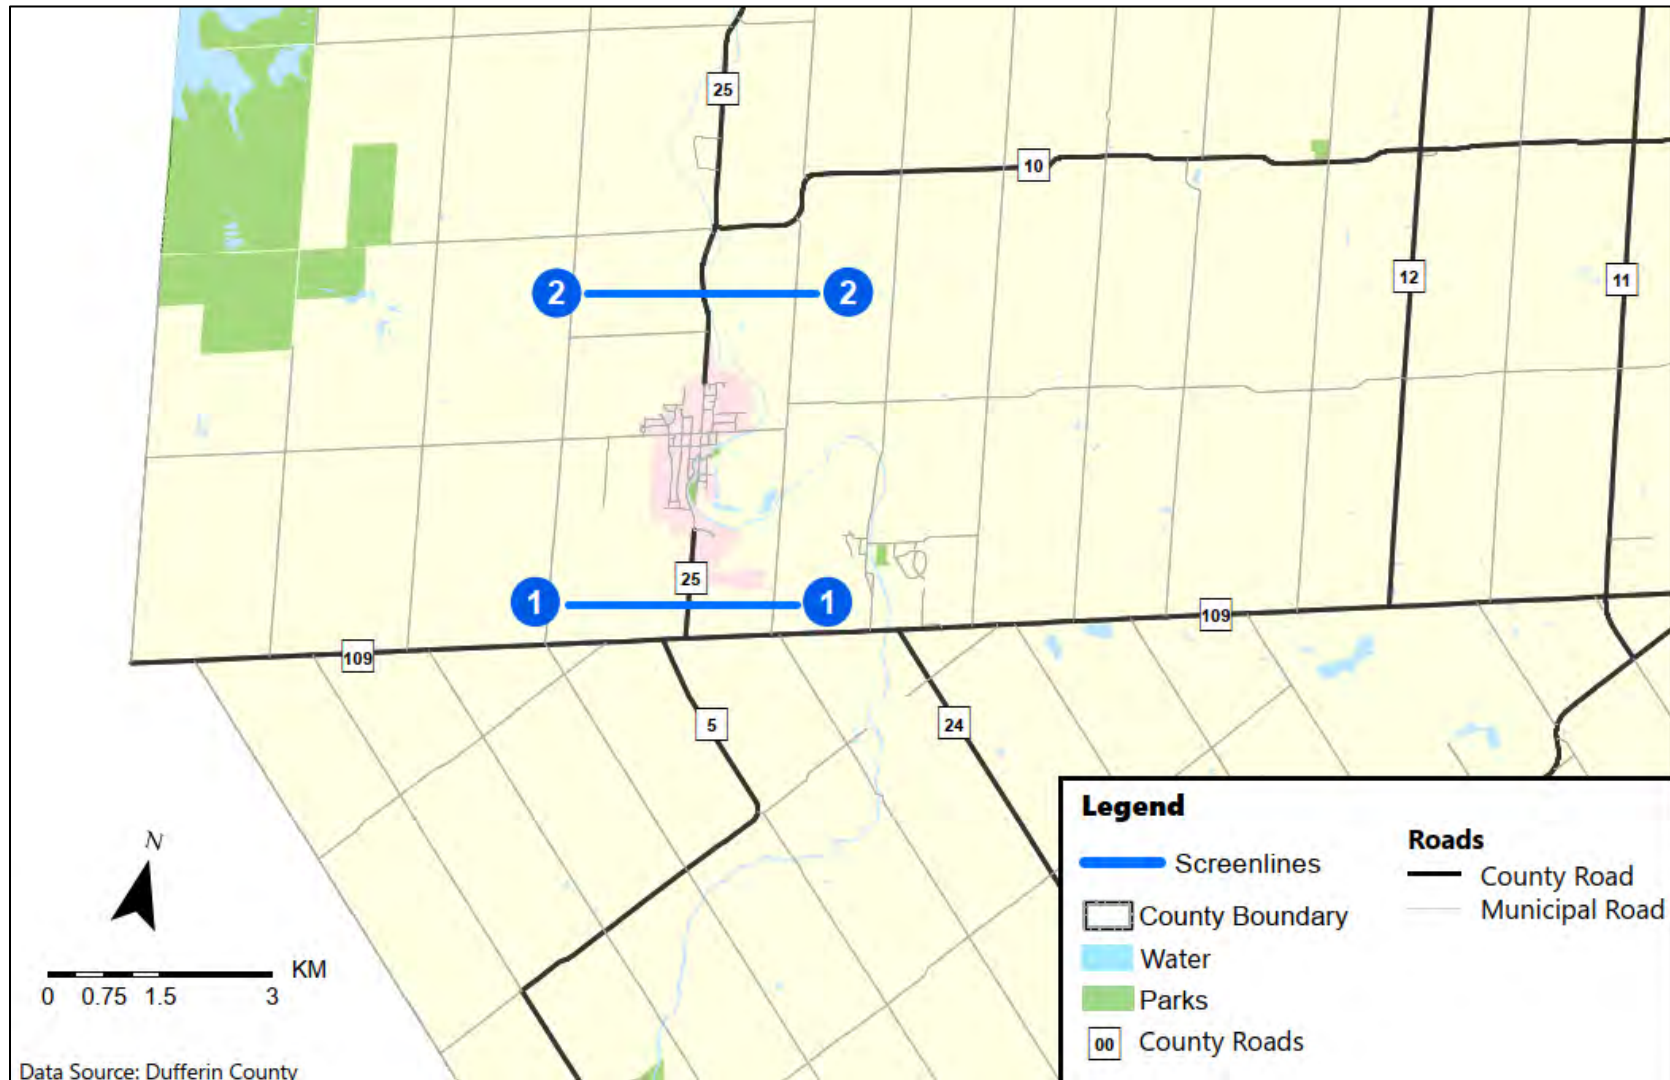 25
10
12
11
2
2
25
1
1
109
109
5
24
N
KM
0 0.75 1.5 3
Data Source: Dufferin County
Legend
Screenlines
County Boundary
Water
Parks
00 County Roads
Roads
County Road
Municipal Road